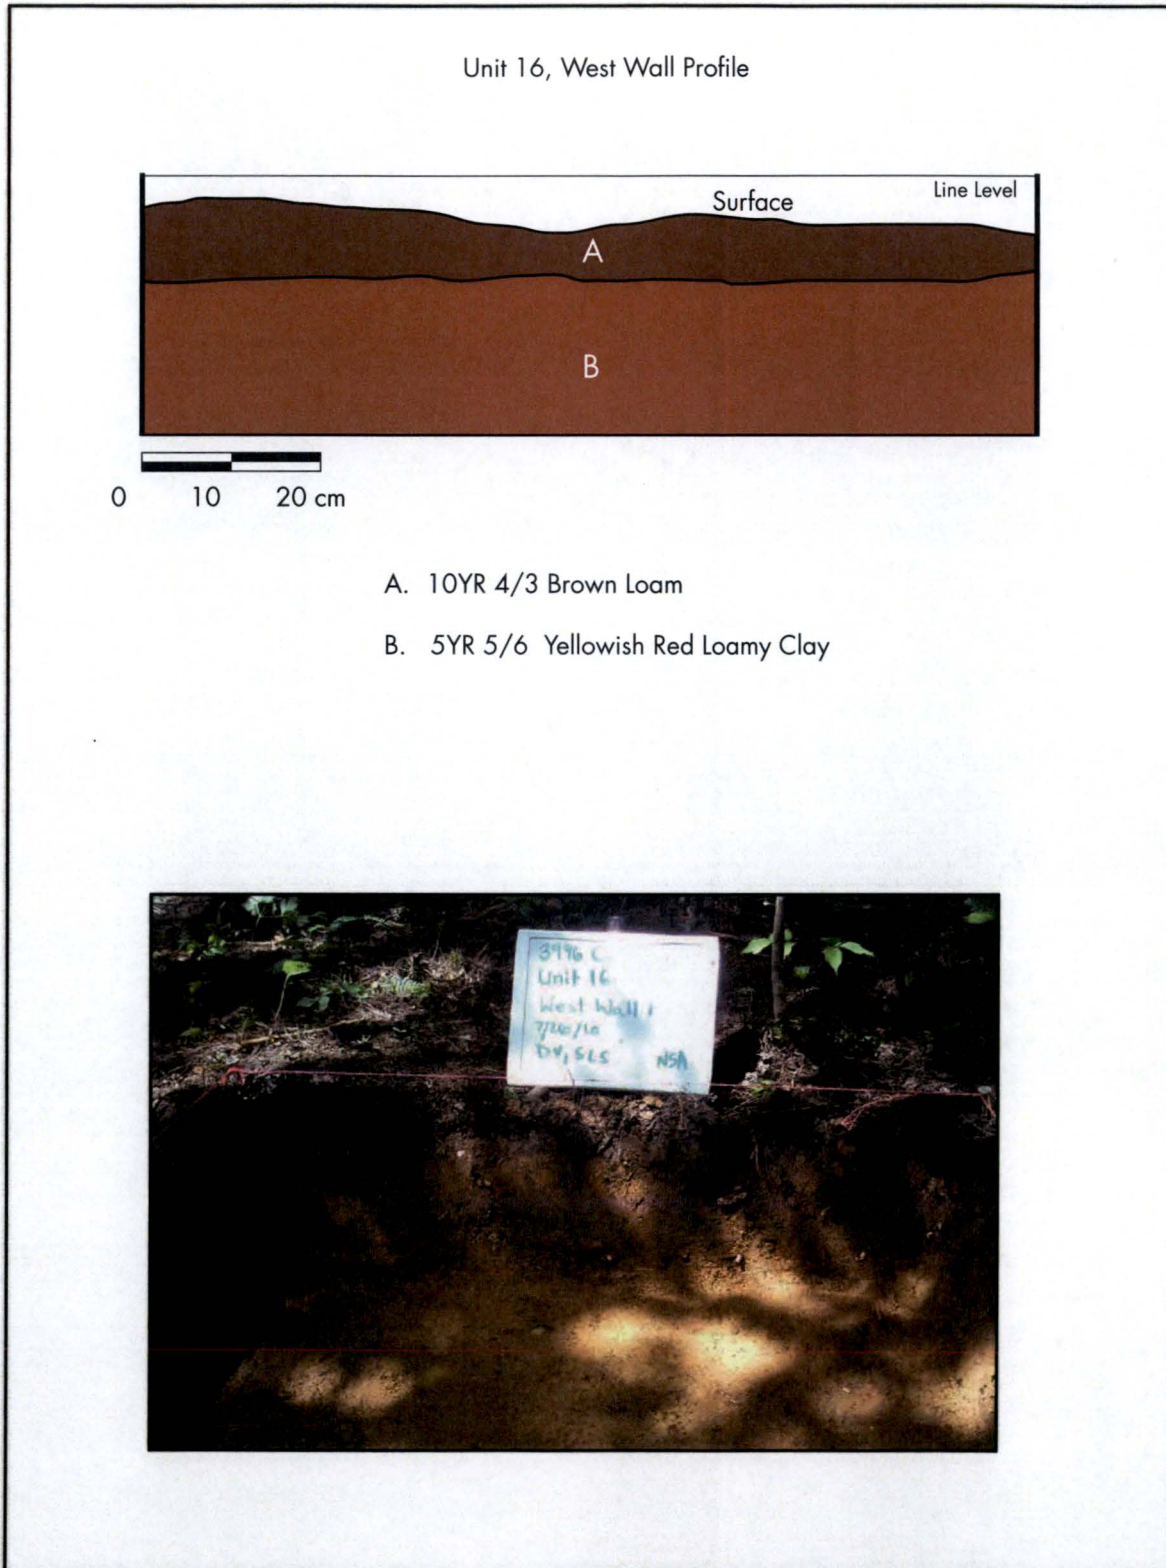 Unit 16, West Wall Profile
Surface
Line Level
A
B
0 10 20 cm
A. 10YR 4/3 Brown Loam
B. 5YR 5/6 Yellowish Red Loamy Clay
Unit 16
West Wall
NSA